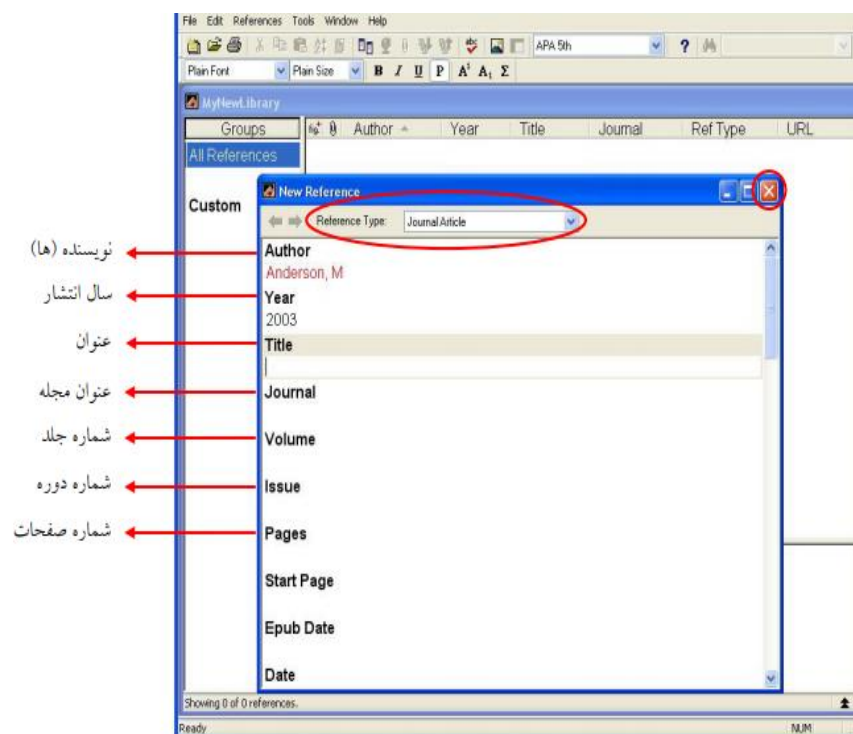 File Edit References Tools Window Help
APA 5th
Plain Font Plain Size B I U P A¹ A₁ Σ
MyNewLibrary
Groups Author Year Title Journal Ref Type URL
All References
Custom
New Reference
Reference Type: Journal Article
نویسنده (ها)
Author
Anderson, M
سال انتشار
Year
2003
عنوان
Title
عنوان مجله
Journal
شماره جلد
Volume
شماره دوره
Issue
شماره صفحات
Pages
Start Page
Epub Date
Date
Showing 0 of 0 references.
Ready NUM